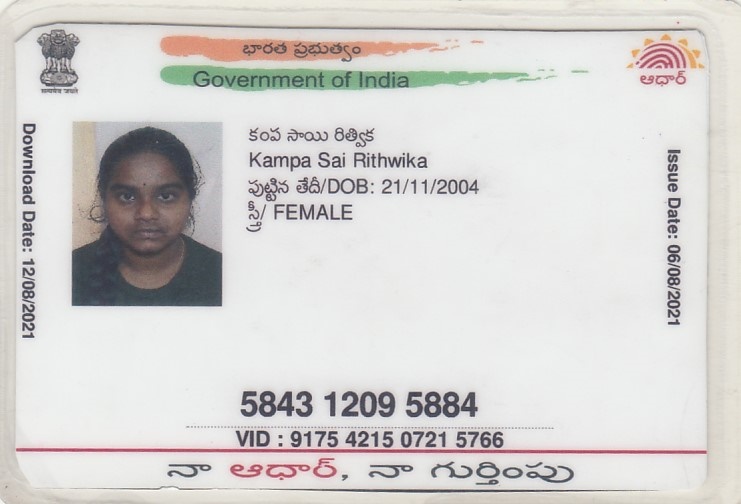 భారత ప్రభుత్వం
Government of India
सत्यमेव जयते
ఆధార్
Download Date: 12/08/2021
కంప సాయి రిత్విక
Kampa Sai Rithwika
పుట్టిన తేదీ/DOB: 21/11/2004
స్త్రీ/ FEMALE
Issue Date: 06/08/2021
5843 1209 5884
VID : 9175 4215 0721 5766
నా ఆధార్, నా గుర్తింపు